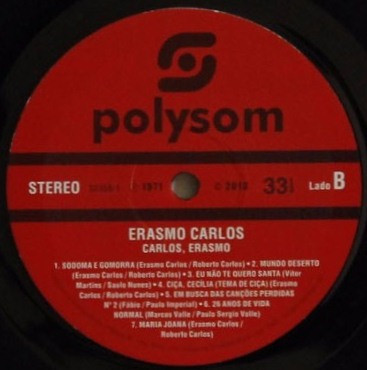 polysom
STEREO ℗ 1971 © 2018 33 Lado B
ERASMO CARLOS
CARLOS, ERASMO
1. SODOMA E GOMORRA (Erasmo Carlos / Roberto Carlos) • 2. MUNDO DESERTO
(Erasmo Carlos / Roberto Carlos) • 3. EU NÃO TE QUERO SANTA (Vitor
Martins / Saulo Nunes) • 4. CIÇA, CECÍLIA (TEMA DE CIÇA) (Erasmo
Carlos / Roberto Carlos) • 5. EM BUSCA DAS CANÇÕES PERDIDAS
Nº 2 (Fábio / Paulo Imperial) • 6. 26 ANOS DE VIDA
NORMAL (Marcos Valle / Paulo Sergio Valle)
7. MARIA JOANA (Erasmo Carlos /
Roberto Carlos)